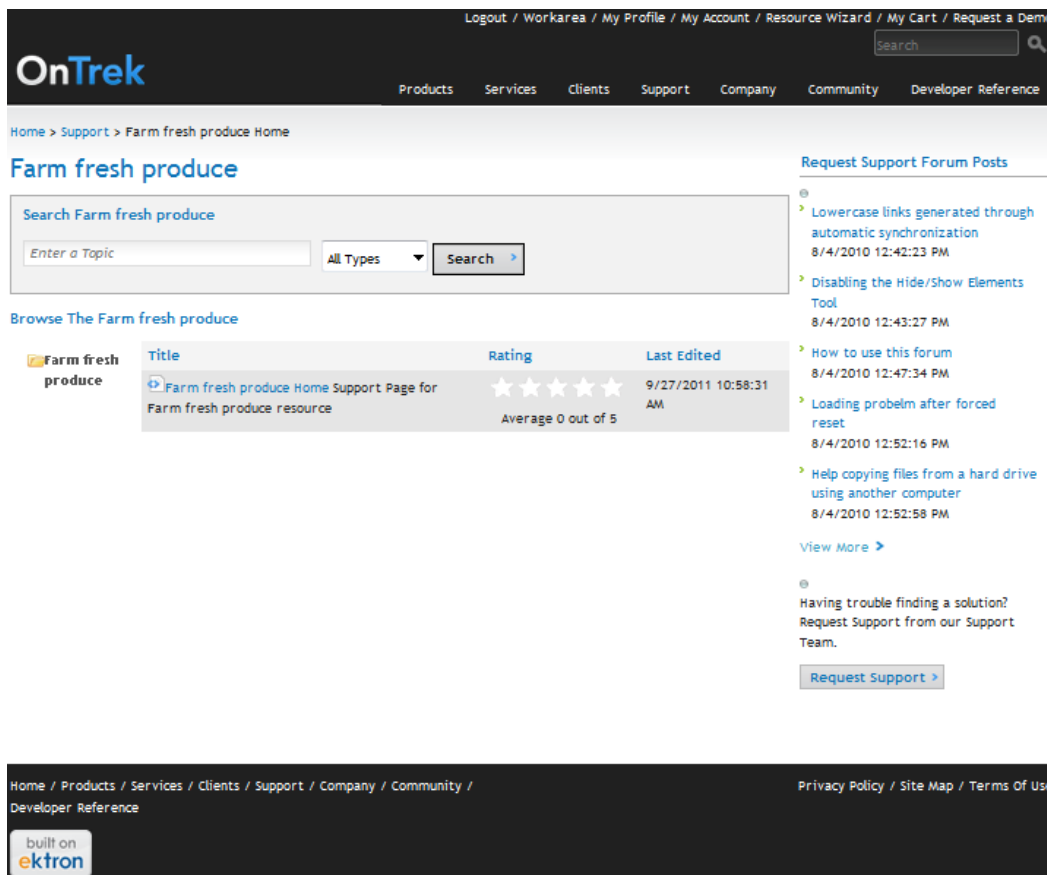 Logout / Workarea / My Profile / My Account / Resource Wizard / My Cart / Request a Dem
Search
OnTrek
Products Services Clients Support Company Community Developer Reference
Home > Support > Farm fresh produce Home
Farm fresh produce
Search Farm fresh produce
Enter a Topic
All Types
Search
Browse The Farm fresh produce
Farm fresh
produce
Title Rating Last Edited
Farm fresh produce Home Support Page for
Farm fresh produce resource
Average 0 out of 5
9/27/2011 10:58:31
AM
Request Support Forum Posts
Lowercase links generated through
automatic synchronization
8/4/2010 12:42:23 PM
Disabling the Hide/Show Elements
Tool
8/4/2010 12:43:27 PM
How to use this forum
8/4/2010 12:47:34 PM
Loading probelm after forced
reset
8/4/2010 12:52:16 PM
Help copying files from a hard drive
using another computer
8/4/2010 12:52:58 PM
View More >
Having trouble finding a solution?
Request Support from our Support
Team.
Request Support >
Home / Products / Services / Clients / Support / Company / Community /
Developer Reference
Privacy Policy / Site Map / Terms Of Us
built on
ektron